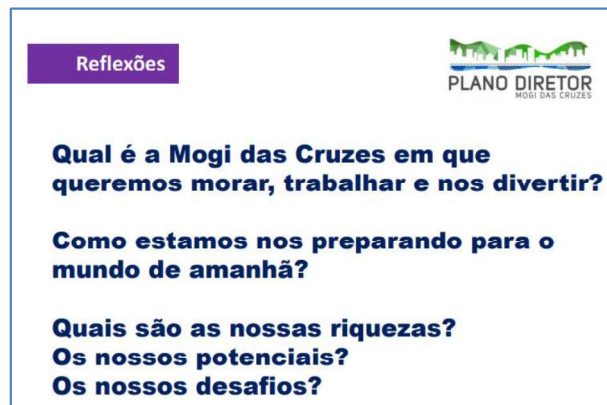 Reflexões
PLANO DIRETOR
MOGI DAS CRUZES
Qual é a Mogi das Cruzes em que
queremos morar, trabalhar e nos divertir?
Como estamos nos preparando para o
mundo de amanhã?
Quais são as nossas riquezas?
Os nossos potenciais?
Os nossos desafios?